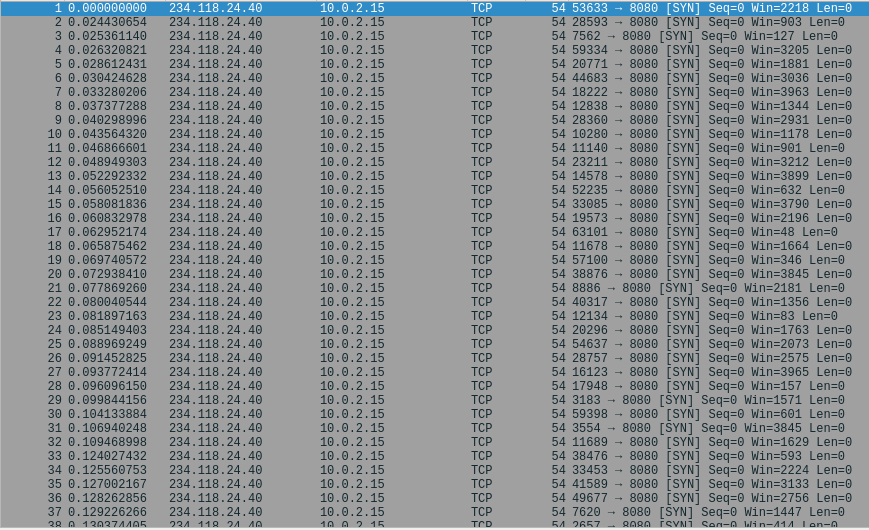 1 0.000000000 234.118.24.40 10.0.2.15 TCP 54 53633 → 8080 [SYN] Seq=0 Win=2218 Len=0
2 0.024430654 234.118.24.40 10.0.2.15 TCP 54 28593 → 8080 [SYN] Seq=0 Win=903 Len=0
3 0.025361140 234.118.24.40 10.0.2.15 TCP 54 7562 → 8080 [SYN] Seq=0 Win=127 Len=0
4 0.026320821 234.118.24.40 10.0.2.15 TCP 54 59334 → 8080 [SYN] Seq=0 Win=3205 Len=0
5 0.028612431 234.118.24.40 10.0.2.15 TCP 54 20771 → 8080 [SYN] Seq=0 Win=1881 Len=0
6 0.030424628 234.118.24.40 10.0.2.15 TCP 54 44683 → 8080 [SYN] Seq=0 Win=3036 Len=0
7 0.033280206 234.118.24.40 10.0.2.15 TCP 54 18222 → 8080 [SYN] Seq=0 Win=3963 Len=0
8 0.037377288 234.118.24.40 10.0.2.15 TCP 54 12838 → 8080 [SYN] Seq=0 Win=1344 Len=0
9 0.040298996 234.118.24.40 10.0.2.15 TCP 54 28360 → 8080 [SYN] Seq=0 Win=2931 Len=0
10 0.043564320 234.118.24.40 10.0.2.15 TCP 54 10280 → 8080 [SYN] Seq=0 Win=1178 Len=0
11 0.046866601 234.118.24.40 10.0.2.15 TCP 54 11140 → 8080 [SYN] Seq=0 Win=901 Len=0
12 0.048949303 234.118.24.40 10.0.2.15 TCP 54 23211 → 8080 [SYN] Seq=0 Win=3212 Len=0
13 0.052292332 234.118.24.40 10.0.2.15 TCP 54 14578 → 8080 [SYN] Seq=0 Win=3899 Len=0
14 0.056052510 234.118.24.40 10.0.2.15 TCP 54 52235 → 8080 [SYN] Seq=0 Win=632 Len=0
15 0.058081836 234.118.24.40 10.0.2.15 TCP 54 33085 → 8080 [SYN] Seq=0 Win=3790 Len=0
16 0.060832978 234.118.24.40 10.0.2.15 TCP 54 19573 → 8080 [SYN] Seq=0 Win=2196 Len=0
17 0.062952174 234.118.24.40 10.0.2.15 TCP 54 63101 → 8080 [SYN] Seq=0 Win=48 Len=0
18 0.065875462 234.118.24.40 10.0.2.15 TCP 54 11678 → 8080 [SYN] Seq=0 Win=1664 Len=0
19 0.069740572 234.118.24.40 10.0.2.15 TCP 54 57100 → 8080 [SYN] Seq=0 Win=346 Len=0
20 0.072938410 234.118.24.40 10.0.2.15 TCP 54 38876 → 8080 [SYN] Seq=0 Win=3845 Len=0
21 0.077869260 234.118.24.40 10.0.2.15 TCP 54 8886 → 8080 [SYN] Seq=0 Win=2181 Len=0
22 0.080040544 234.118.24.40 10.0.2.15 TCP 54 40317 → 8080 [SYN] Seq=0 Win=1356 Len=0
23 0.081897163 234.118.24.40 10.0.2.15 TCP 54 12134 → 8080 [SYN] Seq=0 Win=83 Len=0
24 0.085149403 234.118.24.40 10.0.2.15 TCP 54 20296 → 8080 [SYN] Seq=0 Win=1763 Len=0
25 0.088969249 234.118.24.40 10.0.2.15 TCP 54 54637 → 8080 [SYN] Seq=0 Win=2073 Len=0
26 0.091452825 234.118.24.40 10.0.2.15 TCP 54 28757 → 8080 [SYN] Seq=0 Win=2575 Len=0
27 0.093772414 234.118.24.40 10.0.2.15 TCP 54 16123 → 8080 [SYN] Seq=0 Win=3965 Len=0
28 0.096096150 234.118.24.40 10.0.2.15 TCP 54 17948 → 8080 [SYN] Seq=0 Win=157 Len=0
29 0.099844156 234.118.24.40 10.0.2.15 TCP 54 3183 → 8080 [SYN] Seq=0 Win=1571 Len=0
30 0.104133884 234.118.24.40 10.0.2.15 TCP 54 59398 → 8080 [SYN] Seq=0 Win=601 Len=0
31 0.106940248 234.118.24.40 10.0.2.15 TCP 54 3554 → 8080 [SYN] Seq=0 Win=3845 Len=0
32 0.109468998 234.118.24.40 10.0.2.15 TCP 54 11689 → 8080 [SYN] Seq=0 Win=1629 Len=0
33 0.124027432 234.118.24.40 10.0.2.15 TCP 54 38476 → 8080 [SYN] Seq=0 Win=593 Len=0
34 0.125560753 234.118.24.40 10.0.2.15 TCP 54 33453 → 8080 [SYN] Seq=0 Win=2224 Len=0
35 0.127002167 234.118.24.40 10.0.2.15 TCP 54 41589 → 8080 [SYN] Seq=0 Win=3133 Len=0
36 0.128262856 234.118.24.40 10.0.2.15 TCP 54 49677 → 8080 [SYN] Seq=0 Win=2756 Len=0
37 0.129226266 234.118.24.40 10.0.2.15 TCP 54 7620 → 8080 [SYN] Seq=0 Win=1447 Len=0
38 0.130374405 234.118.24.40 10.0.2.15 TCP 54 2657 → 8080 [SYN] Seq=0 Win=414 Len=0